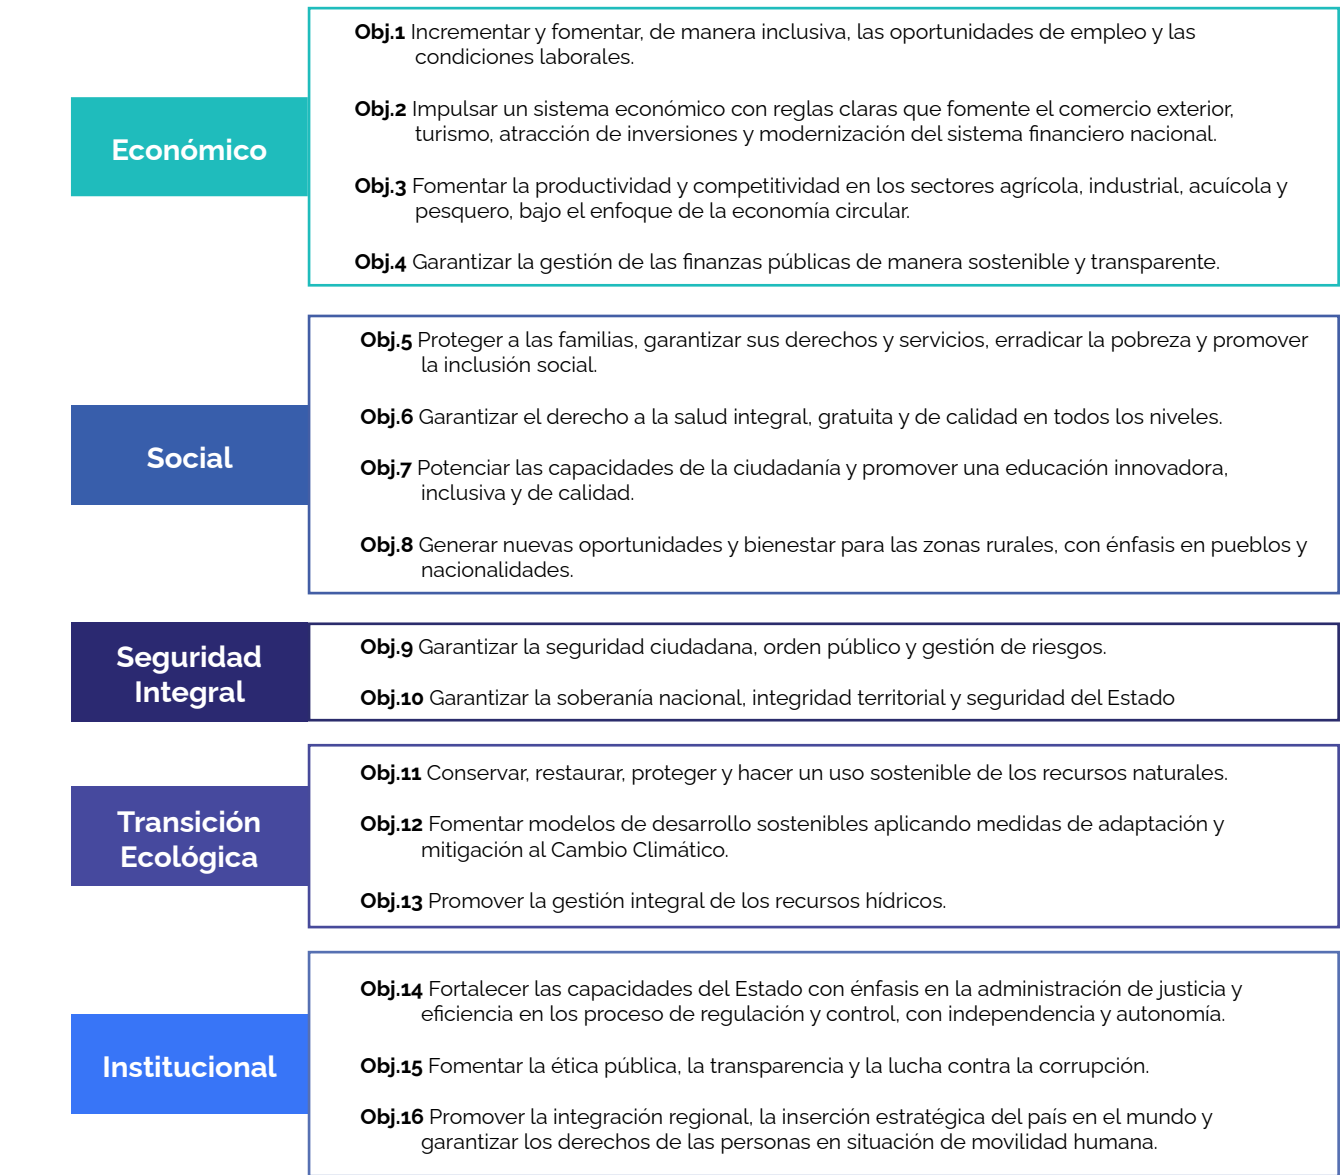 Económico
Obj.1 Incrementar y fomentar, de manera inclusiva, las oportunidades de empleo y las
condiciones laborales.
Obj.2 Impulsar un sistema económico con reglas claras que fomente el comercio exterior,
turismo, atracción de inversiones y modernización del sistema financiero nacional.
Obj.3 Fomentar la productividad y competitividad en los sectores agrícola, industrial, acuícola y
pesquero, bajo el enfoque de la economía circular.
Obj.4 Garantizar la gestión de las finanzas públicas de manera sostenible y transparente.
Social
Obj.5 Proteger a las familias, garantizar sus derechos y servicios, erradicar la pobreza y promover
la inclusión social.
Obj.6 Garantizar el derecho a la salud integral, gratuita y de calidad en todos los niveles.
Obj.7 Potenciar las capacidades de la ciudadanía y promover una educación innovadora,
inclusiva y de calidad.
Obj.8 Generar nuevas oportunidades y bienestar para las zonas rurales, con énfasis en pueblos y
nacionalidades.
Seguridad
Integral
Obj.9 Garantizar la seguridad ciudadana, orden público y gestión de riesgos.
Obj.10 Garantizar la soberanía nacional, integridad territorial y seguridad del Estado
Transición
Ecológica
Obj.11 Conservar, restaurar, proteger y hacer un uso sostenible de los recursos naturales.
Obj.12 Fomentar modelos de desarrollo sostenibles aplicando medidas de adaptación y
mitigación al Cambio Climático.
Obj.13 Promover la gestión integral de los recursos hídricos.
Institucional
Obj.14 Fortalecer las capacidades del Estado con énfasis en la administración de justicia y
eficiencia en los proceso de regulación y control, con independencia y autonomía.
Obj.15 Fomentar la ética pública, la transparencia y la lucha contra la corrupción.
Obj.16 Promover la integración regional, la inserción estratégica del país en el mundo y
garantizar los derechos de las personas en situación de movilidad humana.